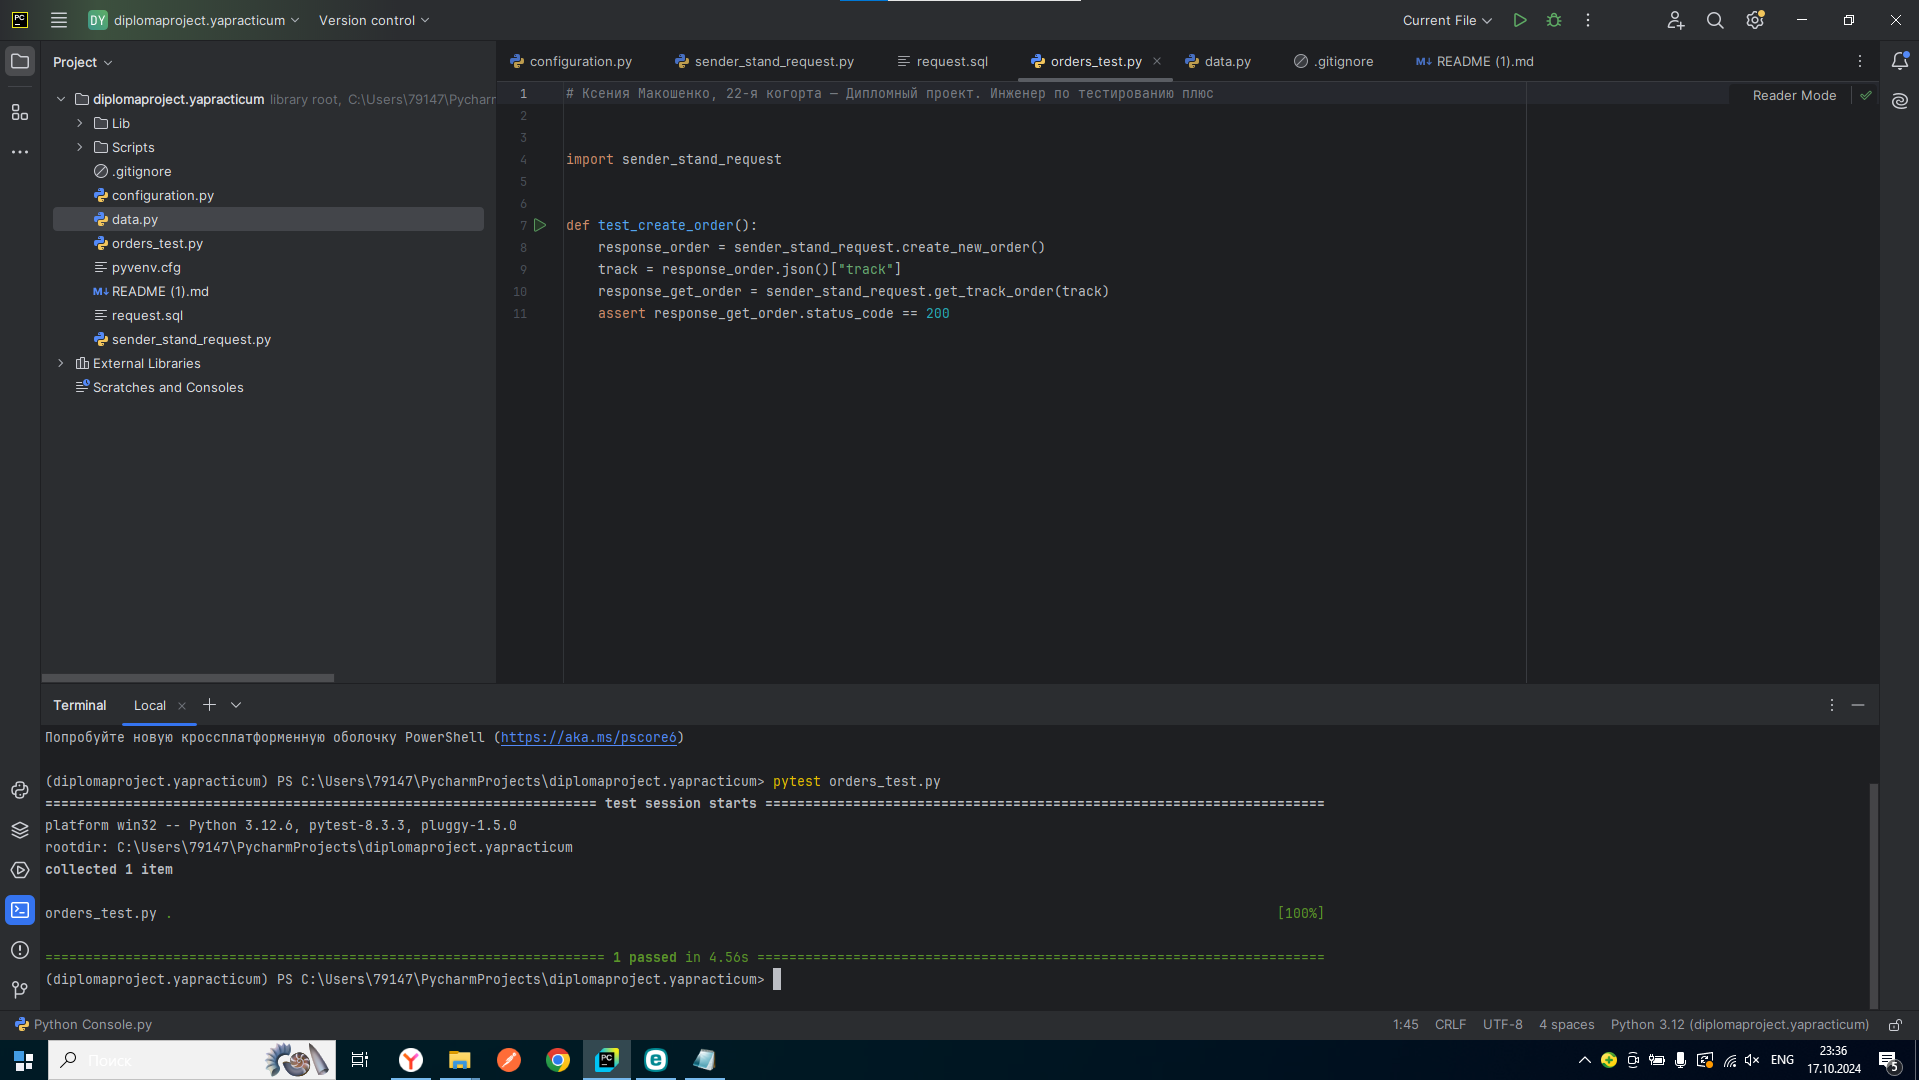 PC
DY diplomaproject.yapracticum
Version control
Current File
Project
configuration.py
sender_stand_request.py
request.sql
orders_test.py
data.py
.gitignore
M↓ README (1).md
diplomaproject.yapracticum library root, C:\Users\79147\Pycharm
Lib
Scripts
.gitignore
configuration.py
data.py
orders_test.py
pyvenv.cfg
M↓ README (1).md
request.sql
sender_stand_request.py
External Libraries
Scratches and Consoles
Reader Mode
1 # Ксения Макошенко, 22-я когорта — Дипломный проект. Инженер по тестированию плюс
2
3
4 import sender_stand_request
5
6
7 def test_create_order():
8 response_order = sender_stand_request.create_new_order()
9 track = response_order.json()["track"]
10 response_get_order = sender_stand_request.get_track_order(track)
11 assert response_get_order.status_code == 200
Terminal
Local
Попробуйте новую кроссплатформенную оболочку PowerShell (https://aka.ms/pscore6)
(diplomaproject.yapracticum) PS C:\Users\79147\PycharmProjects\diplomaproject.yapracticum> pytest orders_test.py
===================================================================== test session starts ======================================================================
platform win32 -- Python 3.12.6, pytest-8.3.3, pluggy-1.5.0
rootdir: C:\Users\79147\PycharmProjects\diplomaproject.yapracticum
collected 1 item
orders_test.py . [100%]
====================================================================== 1 passed in 4.56s =======================================================================
(diplomaproject.yapracticum) PS C:\Users\79147\PycharmProjects\diplomaproject.yapracticum>
Python Console.py
1:45
CRLF
UTF-8
4 spaces
Python 3.12 (diplomaproject.yapracticum)
Поиск
PC
ENG
23:36
17.10.2024
5